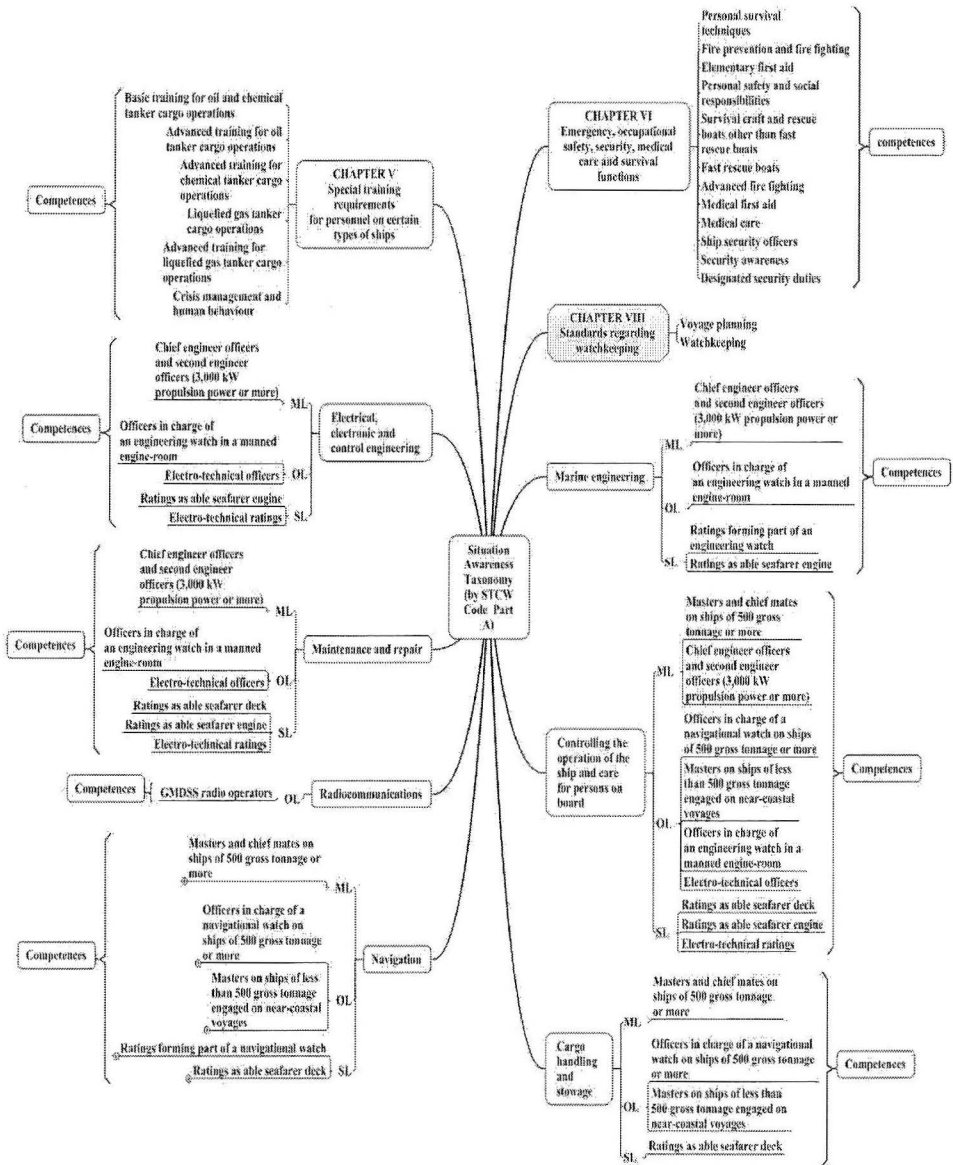 Competences
Basic training for oil and chemical
tanker cargo operations
Advanced training for oil
tanker cargo operations
Advanced training for
chemical tanker cargo
operations
Liquefied gas tanker
cargo operations
Advanced training for
liquefied gas tanker cargo
operations
Crisis management and
human behaviour
CHAPTER V
Special training
requirements
for personnel on certain
types of ships
Competences
Chief engineer officers
and second engineer
officers (3,000 kW
propulsion power or more)
ML
Officers in charge of
an engineering watch in a manned
engine-room
Electro-technical officers
OL
Ratings as able seafarer engine
Electro-technical ratings
SL
Electrical,
electronic and
control engineering
Competences
Chief engineer officers
and second engineer
officers (3,000 kW
propulsion power or more)
ML
Officers in charge of
an engineering watch in a manned
engine-room
Electro-technical officers
OL
Ratings as able seafarer deck
Ratings as able seafarer engine
Electro-technical ratings
SL
Maintenance and repair
Competences
GMDSS radio operators
OL
Radiocommunications
Competences
Masters and chief mates on
ships of 500 gross tonnage or
more
ML
Officers in charge of a
navigational watch on
ships of 500 gross tonnage
or more
Masters on ships of less
than 500 gross tonnage
engaged on near-coastal
voyages
OL
Ratings forming part of a navigational watch
Ratings as able seafarer deck
SL
Navigation
Situation
Awareness
Taxonomy
(by STCW
Code Part
A)
CHAPTER VI
Emergency, occupational
safety, security, medical
care and survival
functions
Personal survival
techniques
Fire prevention and fire fighting
Elementary first aid
Personal safety and social
responsibilities
Survival craft and rescue
boats other than fast
rescue boats
Fast rescue boats
Advanced fire fighting
Medical first aid
Medical care
Ship security officers
Security awareness
Designated security duties
competences
CHAPTER VIII
Standards regarding
watchkeeping
Voyage planning
Watchkeeping
Marine engineering
ML
Chief engineer officers
and second engineer officers
(3,000 kW propulsion power or
more)
OL
Officers in charge of
an engineering watch in a manned
engine-room
SL
Ratings forming part of an
engineering watch
Ratings as able seafarer engine
Competences
Controlling the
operation of the
ship and care
for persons on
board
ML
Masters and chief mates
on ships of 500 gross
tonnage or more
Chief engineer officers
and second engineer
officers (3,000 kW
propulsion power or more)
OL
Officers in charge of a
navigational watch on ships
of 500 gross tonnage or more
Masters on ships of less
than 500 gross tonnage
engaged on near-coastal
voyages
Officers in charge of
an engineering watch in a
manned engine-room
Electro-technical officers
SL
Ratings as able seafarer deck
Ratings as able seafarer engine
Electro-technical ratings
Competences
Cargo
handling
and
stowage
ML
Masters and chief mates on
ships of 500 gross tonnage
or more
OL
Officers in charge of a navigational
watch on ships of 500 gross tonnage
or more
Masters on ships of less than
500 gross tonnage engaged on
near-coastal voyages
SL
Ratings as able seafarer deck
Competences